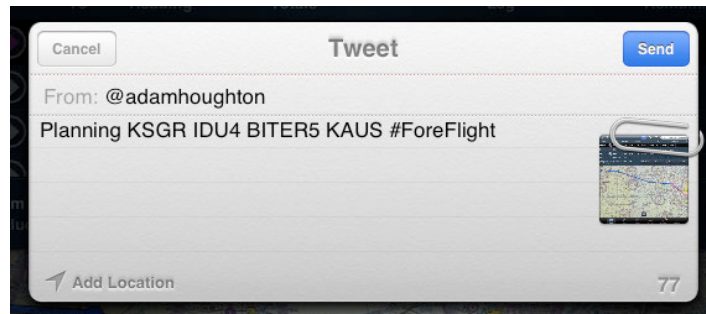 Cancel
Tweet
Send
From: @adamhoughton
Planning KSGR IDU4 BITER5 KAUS #ForeFlight
Add Location
77